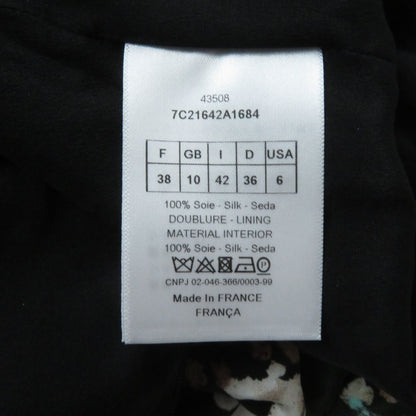 43508
7C21642A1684
F GB I D USA
38 10 42 36 6
100% Soie - Silk - Seda
DOUBLURE - LINING
MATERIAL INTERIOR
100% Soie - Silk - Seda
P
CNPJ 02-046-366/0003-99
Made In FRANCE
FRANÇA